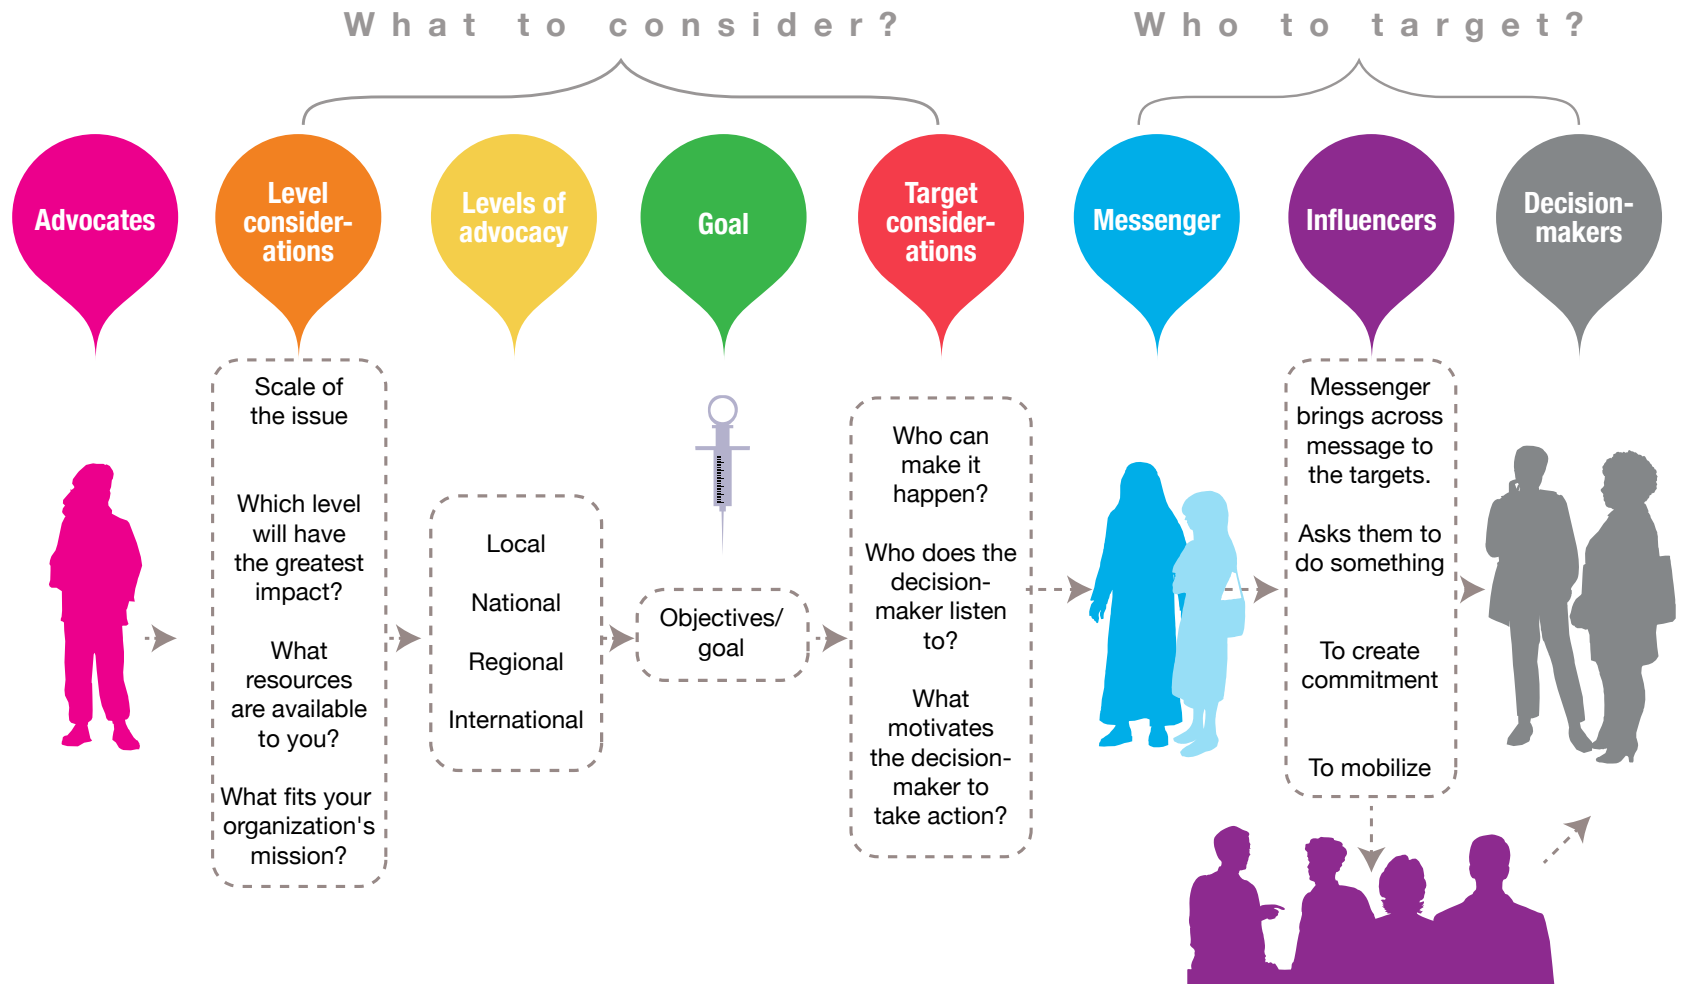 What to consider?
Who to target?
Advocates
Level
consider-
ations
Levels of
advocacy
Goal
Target
consider-
ations
Messenger
Influencers
Decision-
makers
Scale of
the issue
Which level
will have
the greatest
impact?
What
resources
are available
to you?
What fits your
organization's
mission?
Local
National
Regional
International
Objectives/
goal
Who can
make it
happen?
Who does the
decision-
maker listen
to?
What
motivates
the decision-
maker to
take action?
Messenger
brings across
message to
the targets.
Asks them to
do something
To create
commitment
To mobilize